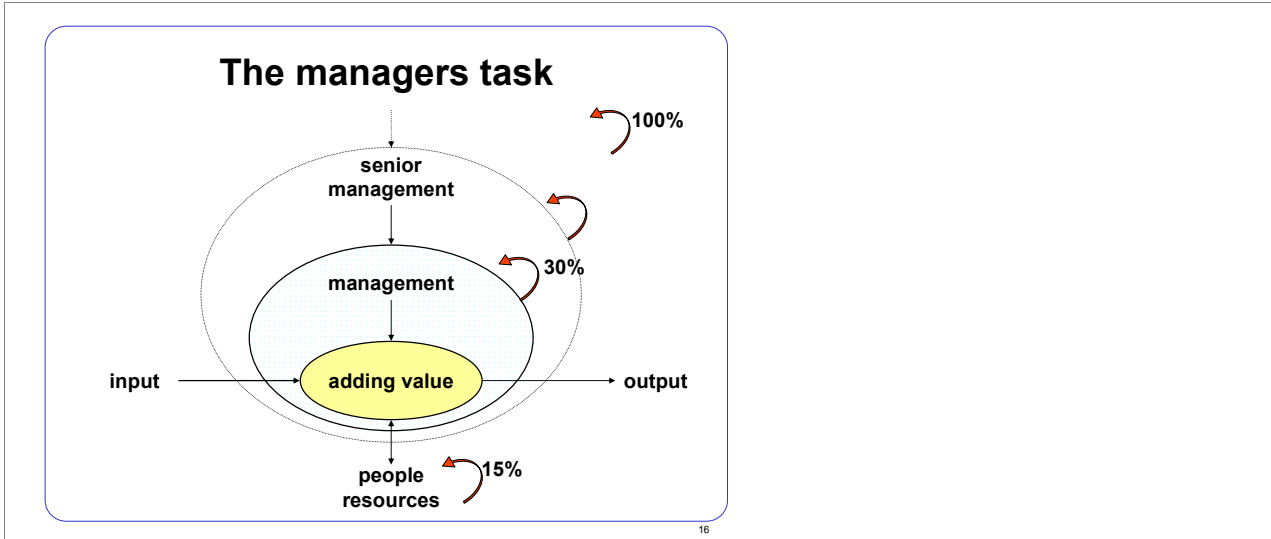 The managers task
100%
senior
management
30%
management
input
adding value
output
people
resources
15%
16